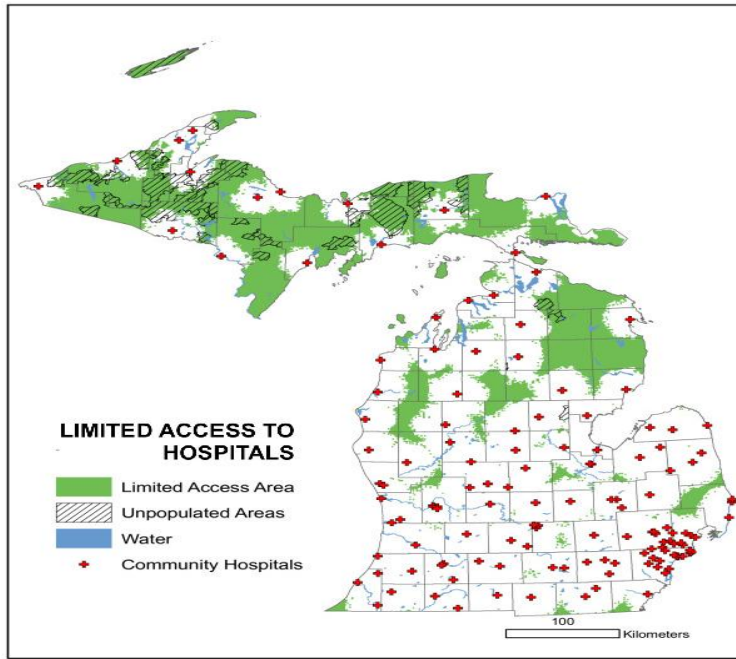 LIMITED ACCESS TO
HOSPITALS
Limited Access Area
Unpopulated Areas
Water
Community Hospitals
100
Kilometers